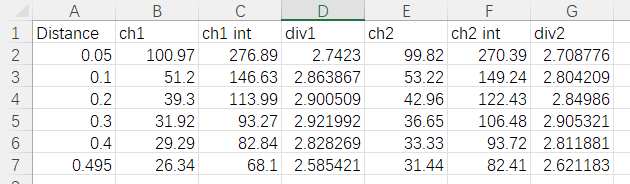 A B C D E F G
1 Distance ch1 ch1 int div1 ch2 ch2 int div2
2 0.05 100.97 276.89 2.7423 99.82 270.39 2.708776
3 0.1 51.2 146.63 2.863867 53.22 149.24 2.804209
4 0.2 39.3 113.99 2.900509 42.96 122.43 2.84986
5 0.3 31.92 93.27 2.921992 36.65 106.48 2.905321
6 0.4 29.29 82.84 2.828269 33.33 93.72 2.811881
7 0.495 26.34 68.1 2.585421 31.44 82.41 2.621183